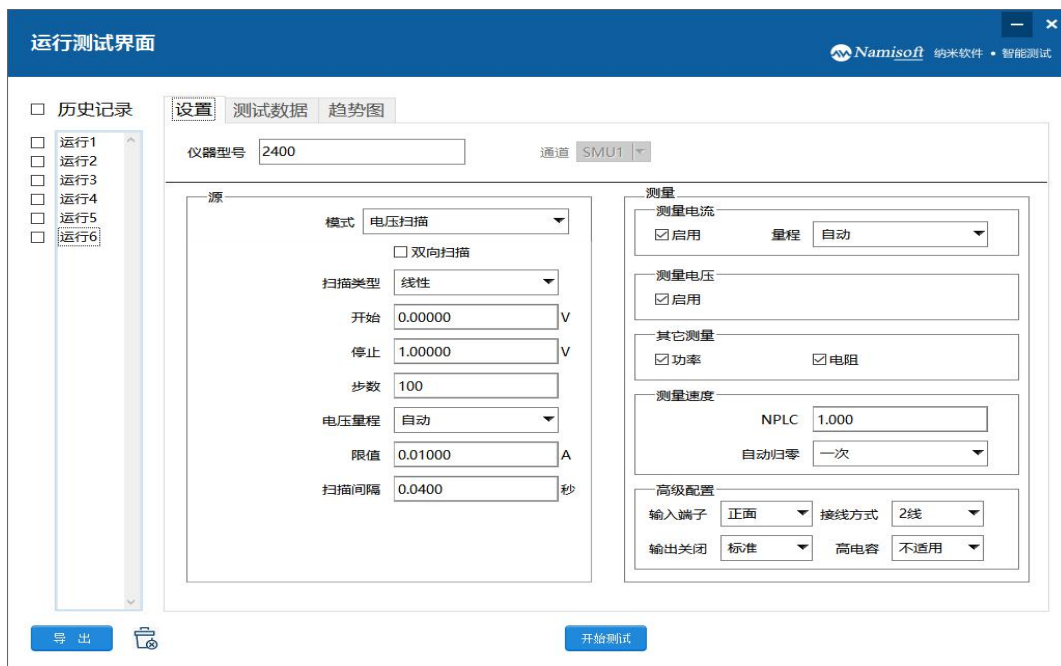 运行测试界面
Namisoft 纳米软件 • 智能测试
历史记录
运行1
运行2
运行3
运行4
运行5
运行6
设置 测试数据 趋势图
仪器型号 2400 通道 SMU1
源
模式 电压扫描
双向扫描
扫描类型 线性
开始 0.00000 V
停止 1.00000 V
步数 100
电压量程 自动
限值 0.01000 A
扫描间隔 0.0400 秒
测量
测量电流
启用 量程 自动
测量电压
启用
其它测量
功率 电阻
测量速度
NPLC 1.000
自动归零 一次
高级配置
输入端子 正面 接线方式 2线
输出关闭 标准 高电容 不适用
导 出
开始测试